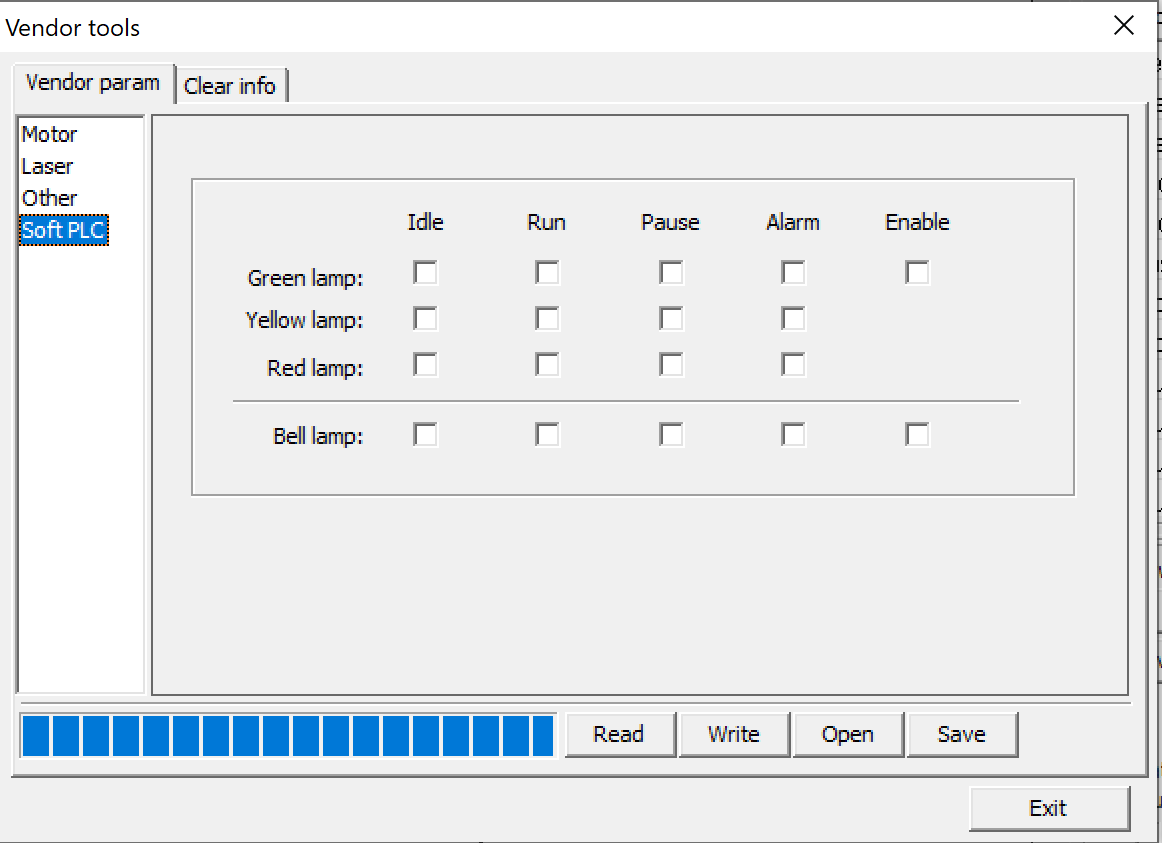 Vendor tools
Vendor param Clear info
Motor
Laser
Other
Soft PLC
Idle Run Pause Alarm Enable
Green lamp:
Yellow lamp:
Red lamp:
Bell lamp:
Read Write Open Save
Exit